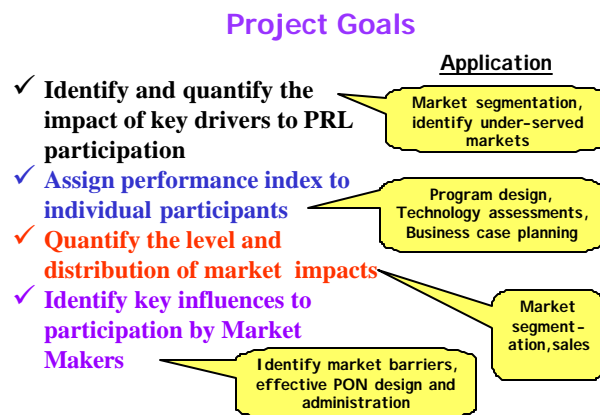 Project Goals
Application
✓ Identify and quantify the
impact of key drivers to PRL
participation
Market segmentation,
identify under-served
markets
✓ Assign performance index to
individual participants
Program design,
Technology assessments,
Business case planning
✓ Quantify the level and
distribution of market impacts
Market
segment-
ation,sales
✓ Identify key influences to
participation by Market
Makers
Identify market barriers,
effective PON design and
administration